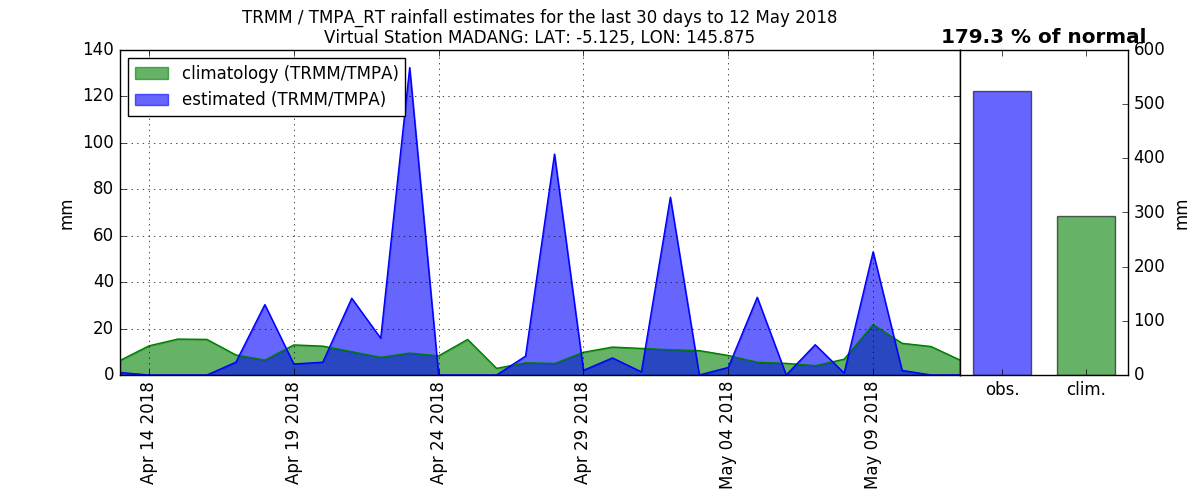 TRMM / TMPA_RT rainfall estimates for the last 30 days to 12 May 2018
Virtual Station MADANG: LAT: -5.125, LON: 145.875
179.3 % of normal
climatology (TRMM/TMPA)
estimated (TRMM/TMPA)
mm
140
120
100
80
60
40
20
0
Apr 14 2018
Apr 19 2018
Apr 24 2018
Apr 29 2018
May 04 2018
May 09 2018
600
500
400
300
200
100
0
mm
obs.
clim.